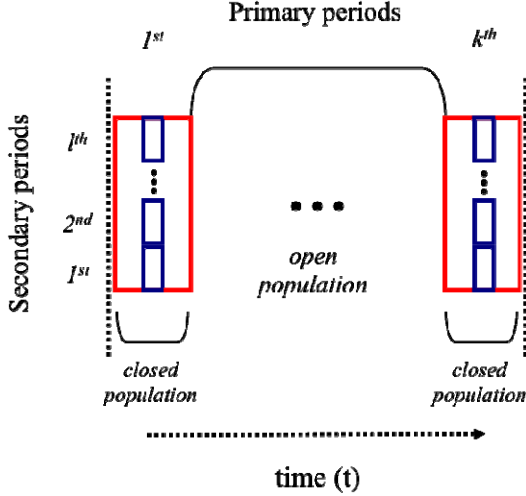 Primary periods
1st
kth
Secondary periods
lth
2nd
1st
open
population
closed
population
closed
population
time (t)